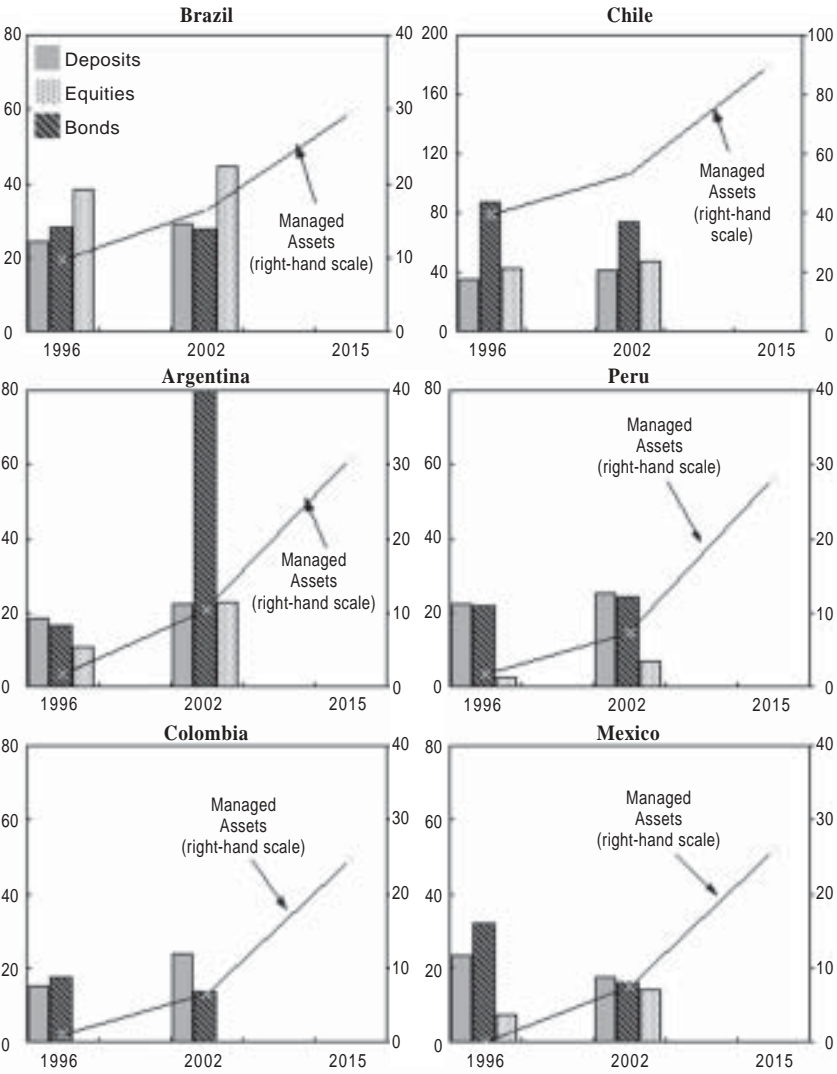 Brazil
80
60
40
20
0
40
30
20
10
0
Deposits
Equities
Bonds
Managed
Assets
(right-hand scale)
1996 2002 2015
Chile
200
160
120
80
40
0
100
80
60
40
20
0
Managed
Assets
(right-hand
scale)
1996 2002 2015
Argentina
80
60
40
20
0
40
30
20
10
0
Managed
Assets
(right-hand scale)
1996 2002 2015
Peru
80
60
40
20
0
40
30
20
10
0
Managed
Assets
(right-hand scale)
1996 2002 2015
Colombia
80
60
40
20
0
40
30
20
10
0
Managed
Assets
(right-hand scale)
1996 2002 2015
Mexico
80
60
40
20
0
40
30
20
10
0
Managed
Assets
(right-hand scale)
1996 2002 2015